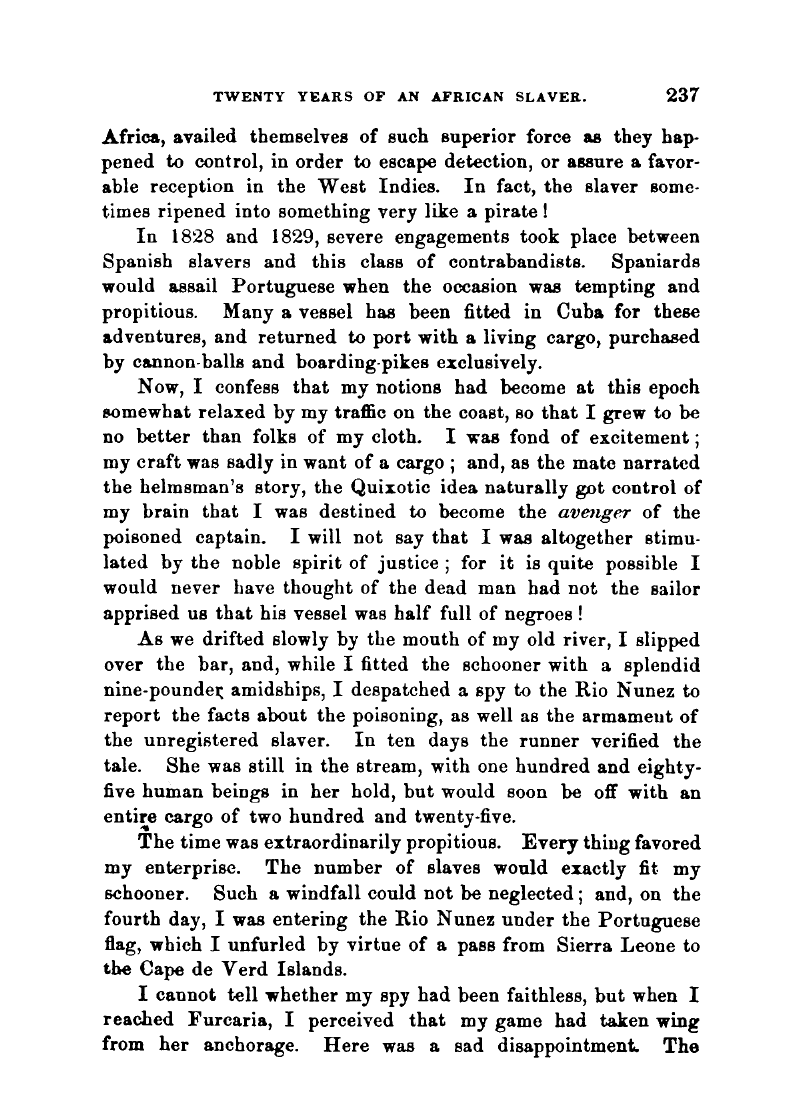 TWENTY YEARS OF AN AFRICAN SLAVER. 237
Africa, availed themselves of such superior force as they hap-
pened to control, in order to escape detection, or assure a favor-
able reception in the West Indies. In fact, the slaver some-
times ripened into something very like a pirate !
In 1828 and 1829, severe engagements took place between
Spanish slavers and this class of contrabandists. Spaniards
would assail Portuguese when the occasion was tempting and
propitious. Many a vessel has been fitted in Cuba for these
adventures, and returned to port with a living cargo, purchased
by cannon-balls and boarding-pikes exclusively.
Now, I confess that my notions had become at this epoch
somewhat relaxed by my traffic on the coast, so that I grew to be
no better than folks of my cloth. I was fond of excitement ;
my craft was sadly in want of a cargo ; and, as the mate narrated
the helmsman's story, the Quixotic idea naturally got control of
my brain that I was destined to become the avenger of the
poisoned captain. I will not say that I was altogether stimu-
lated by the noble spirit of justice ; for it is quite possible I
would never have thought of the dead man had not the sailor
apprised us that his vessel was half full of negroes !
As we drifted slowly by the mouth of my old river, I slipped
over the bar, and, while I fitted the schooner with a splendid
nine-pounder amidships, I despatched a spy to the Rio Nunez to
report the facts about the poisoning, as well as the armament of
the unregistered slaver. In ten days the runner verified the
tale. She was still in the stream, with one hundred and eighty-
five human beings in her hold, but would soon be off with an
entire cargo of two hundred and twenty-five.
The time was extraordinarily propitious. Every thing favored
my enterprise. The number of slaves would exactly fit my
schooner. Such a windfall could not be neglected ; and, on the
fourth day, I was entering the Rio Nunez under the Portuguese
flag, which I unfurled by virtue of a pass from Sierra Leone to
the Cape de Verd Islands.
I cannot tell whether my spy had been faithless, but when I
reached Furcaria, I perceived that my game had taken wing
from her anchorage. Here was a sad disappointment. The